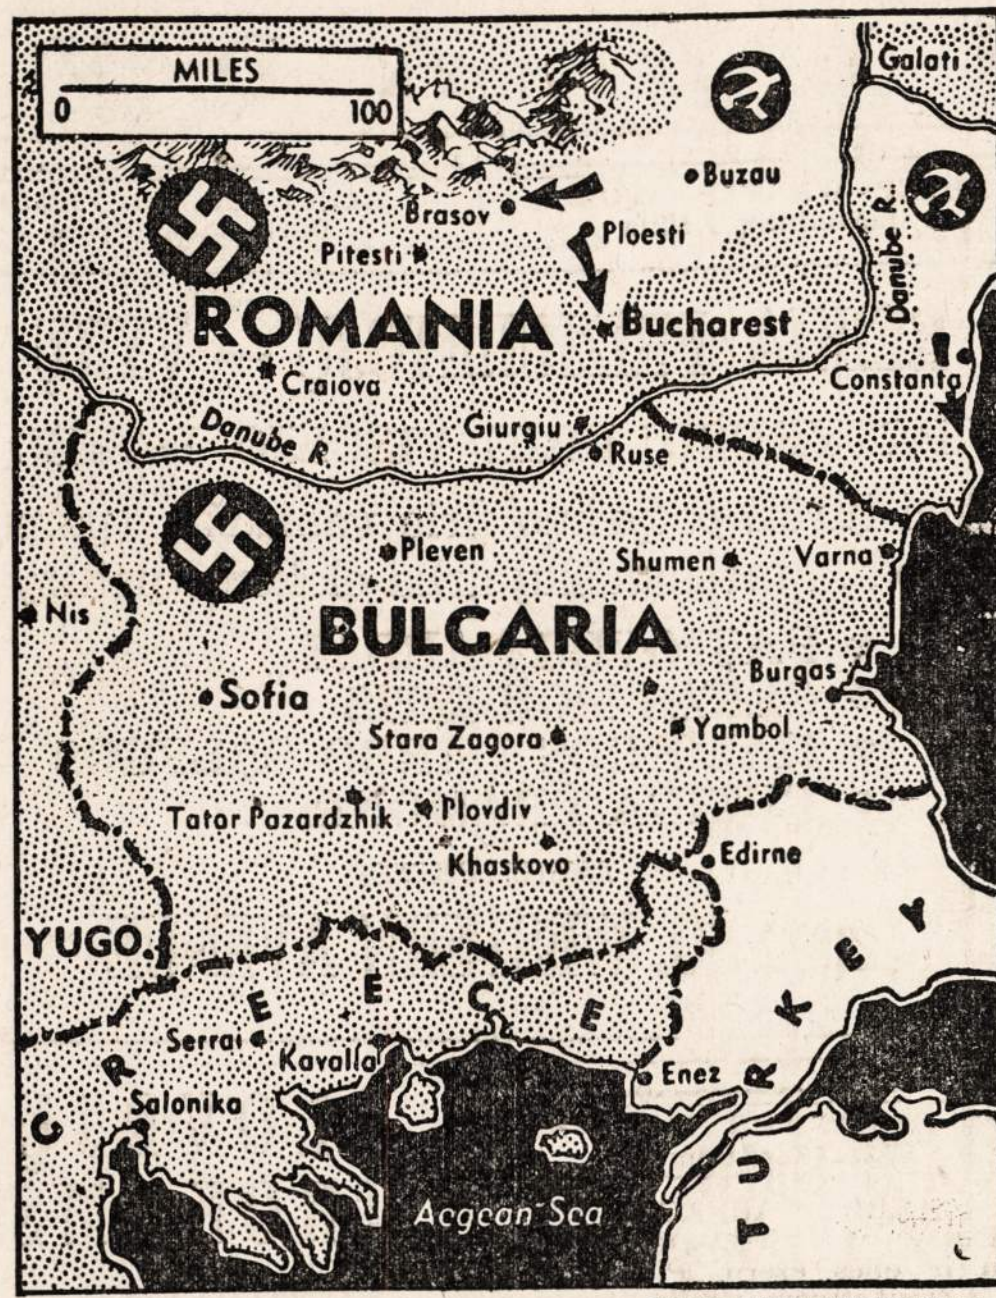 MILES
0 100
Galati
Buzau
Brasov
Ploesti
Pitesti
Danube R.
ROMANIA
Bucharest
Craiova
Constanta
Danube R.
Giurgiu
Ruse
Pleven
Shumen
Varna
Nis
BULGARIA
Burgas
Sofia
Stara Zagora
Yambol
Tatar Pazardzhik
Plovdiv
Khaskovo
Edirne
YUGO.
GREECE
Serrai
Kavalla
Enez
Salonika
TURKEY
Aegean Sea